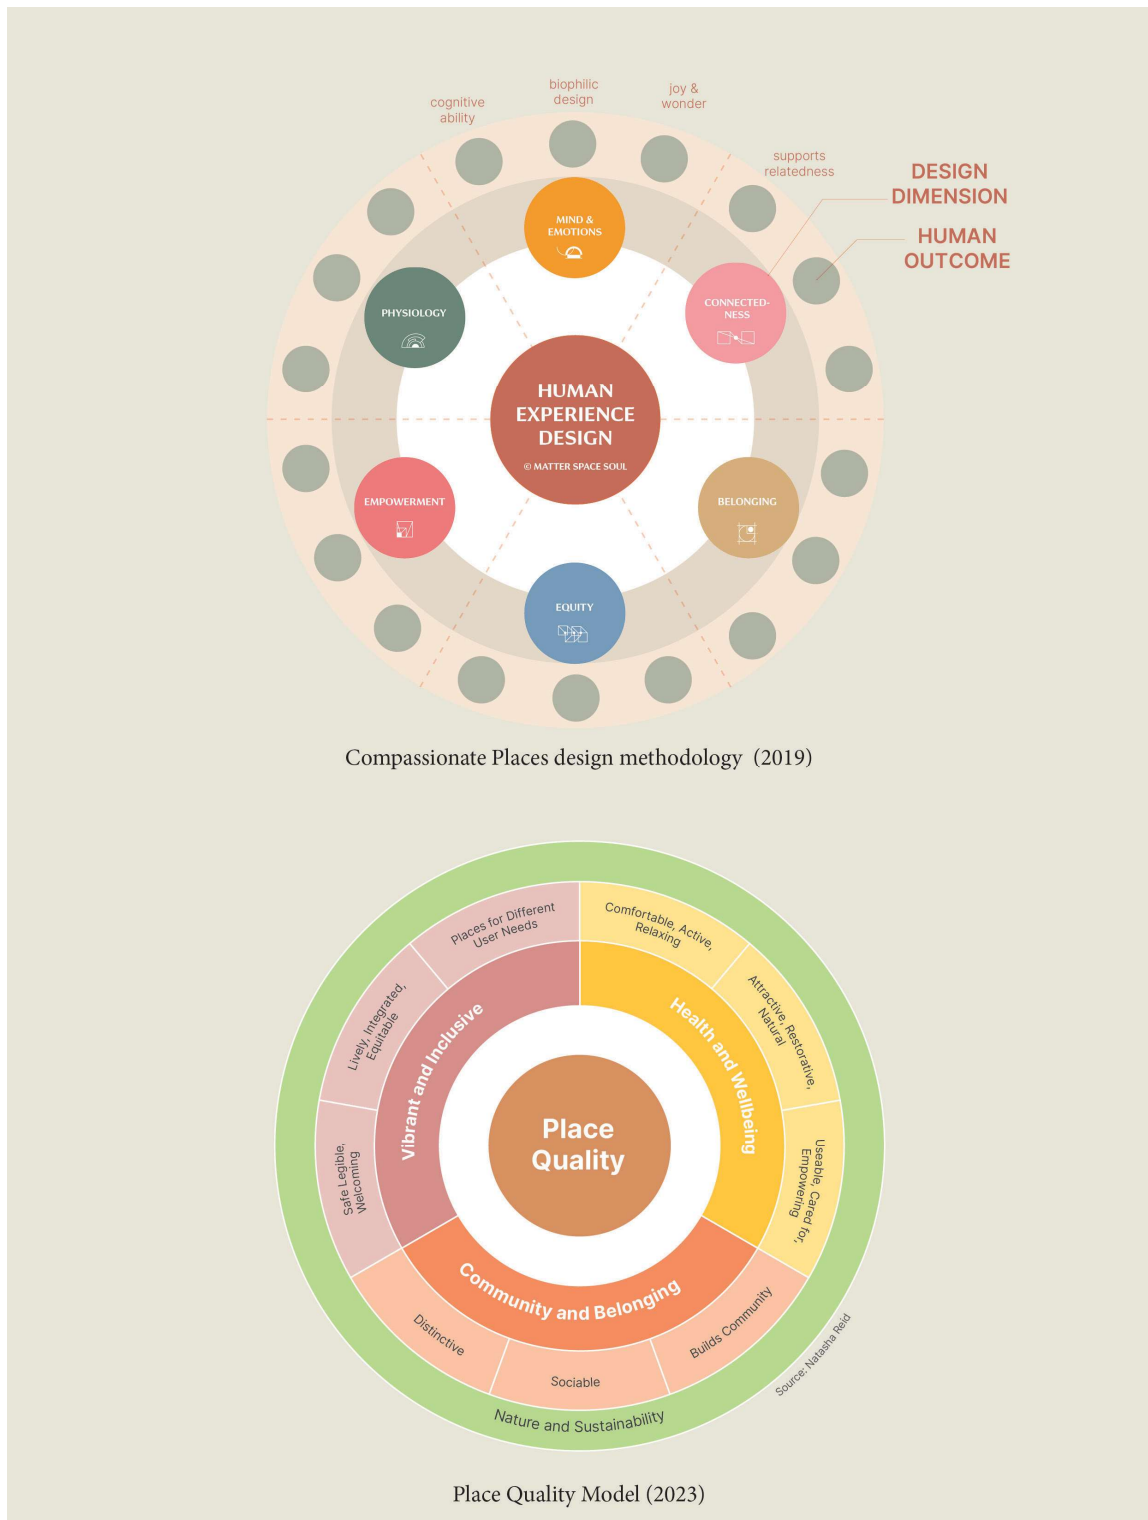 cognitive
ability
biophilic
design
joy &
wonder
supports
relatedness
DESIGN
DIMENSION
HUMAN
OUTCOME
MIND &
EMOTIONS
PHYSIOLOGY
CONNECTED-
NESS
HUMAN
EXPERIENCE
DESIGN
© MATTER SPACE SOUL
EMPOWERMENT
BELONGING
EQUITY
Compassionate Places design methodology (2019)
Places for Different
User Needs
Comfortable, Active,
Relaxing
Lively, Integrated,
Equitable
Attractive, Restorative,
Natural
Vibrant and Inclusive
Health and Wellbeing
Place
Quality
Safe Legible,
Welcoming
Useable, Cared for,
Empowering
Community and Belonging
Distinctive
Sociable
Builds Community
Nature and Sustainability
Source: Natasha Reid
Place Quality Model (2023)